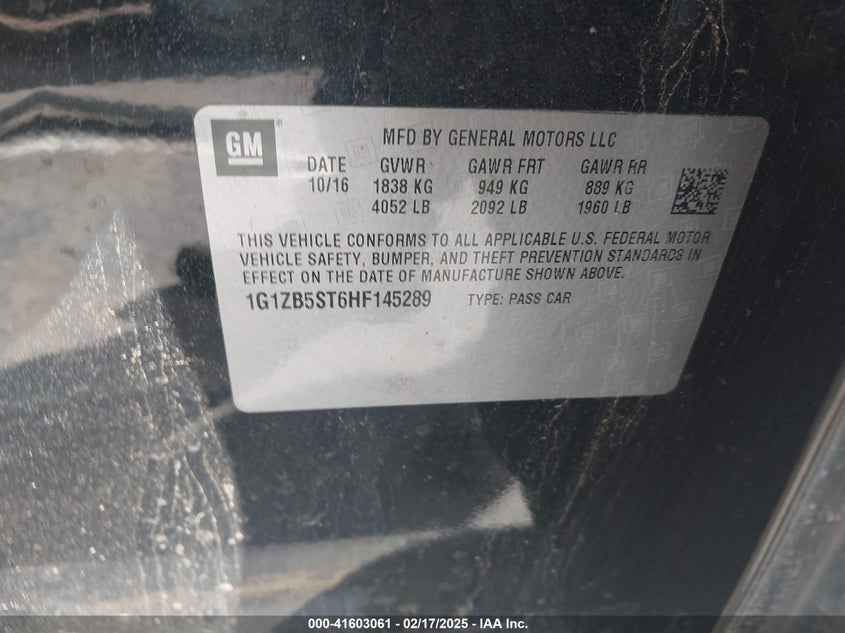 GM
MFD BY GENERAL MOTORS LLC
DATE GVWR GAWR FRT GAWR RR
10/16 1838 KG 949 KG 889 KG
4052 LB 2092 LB 1960 LB
THIS VEHICLE CONFORMS TO ALL APPLICABLE U.S. FEDERAL MOTOR
VEHICLE SAFETY, BUMPER, AND THEFT PREVENTION STANDARDS IN
EFFECT ON THE DATE OF MANUFACTURE SHOWN ABOVE.
1G1ZB5ST6HF145289 TYPE: PASS CAR
000-41603061 - 02/17/2025 - IAA Inc.